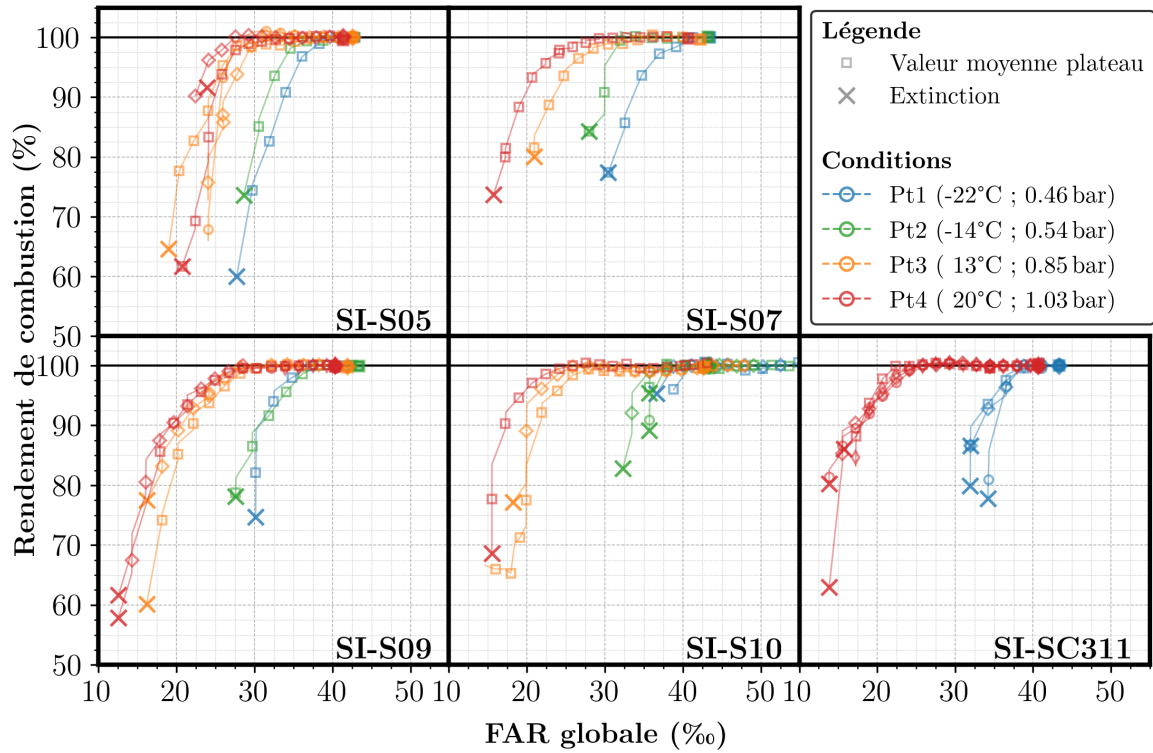 Rendement de combustion (%)
100
90
80
70
60
50
SI-S05
SI-S07
Légende
Valeur moyenne plateau
Extinction
Conditions
Pt1 (-22°C ; 0.46 bar)
Pt2 (-14°C ; 0.54 bar)
Pt3 ( 13°C ; 0.85 bar)
Pt4 ( 20°C ; 1.03 bar)
100
90
80
70
60
50
SI-S09
SI-S10
SI-SC311
10 20 30 40 50 10 20 30 40 50 10 20 30 40 50
FAR globale (‰)